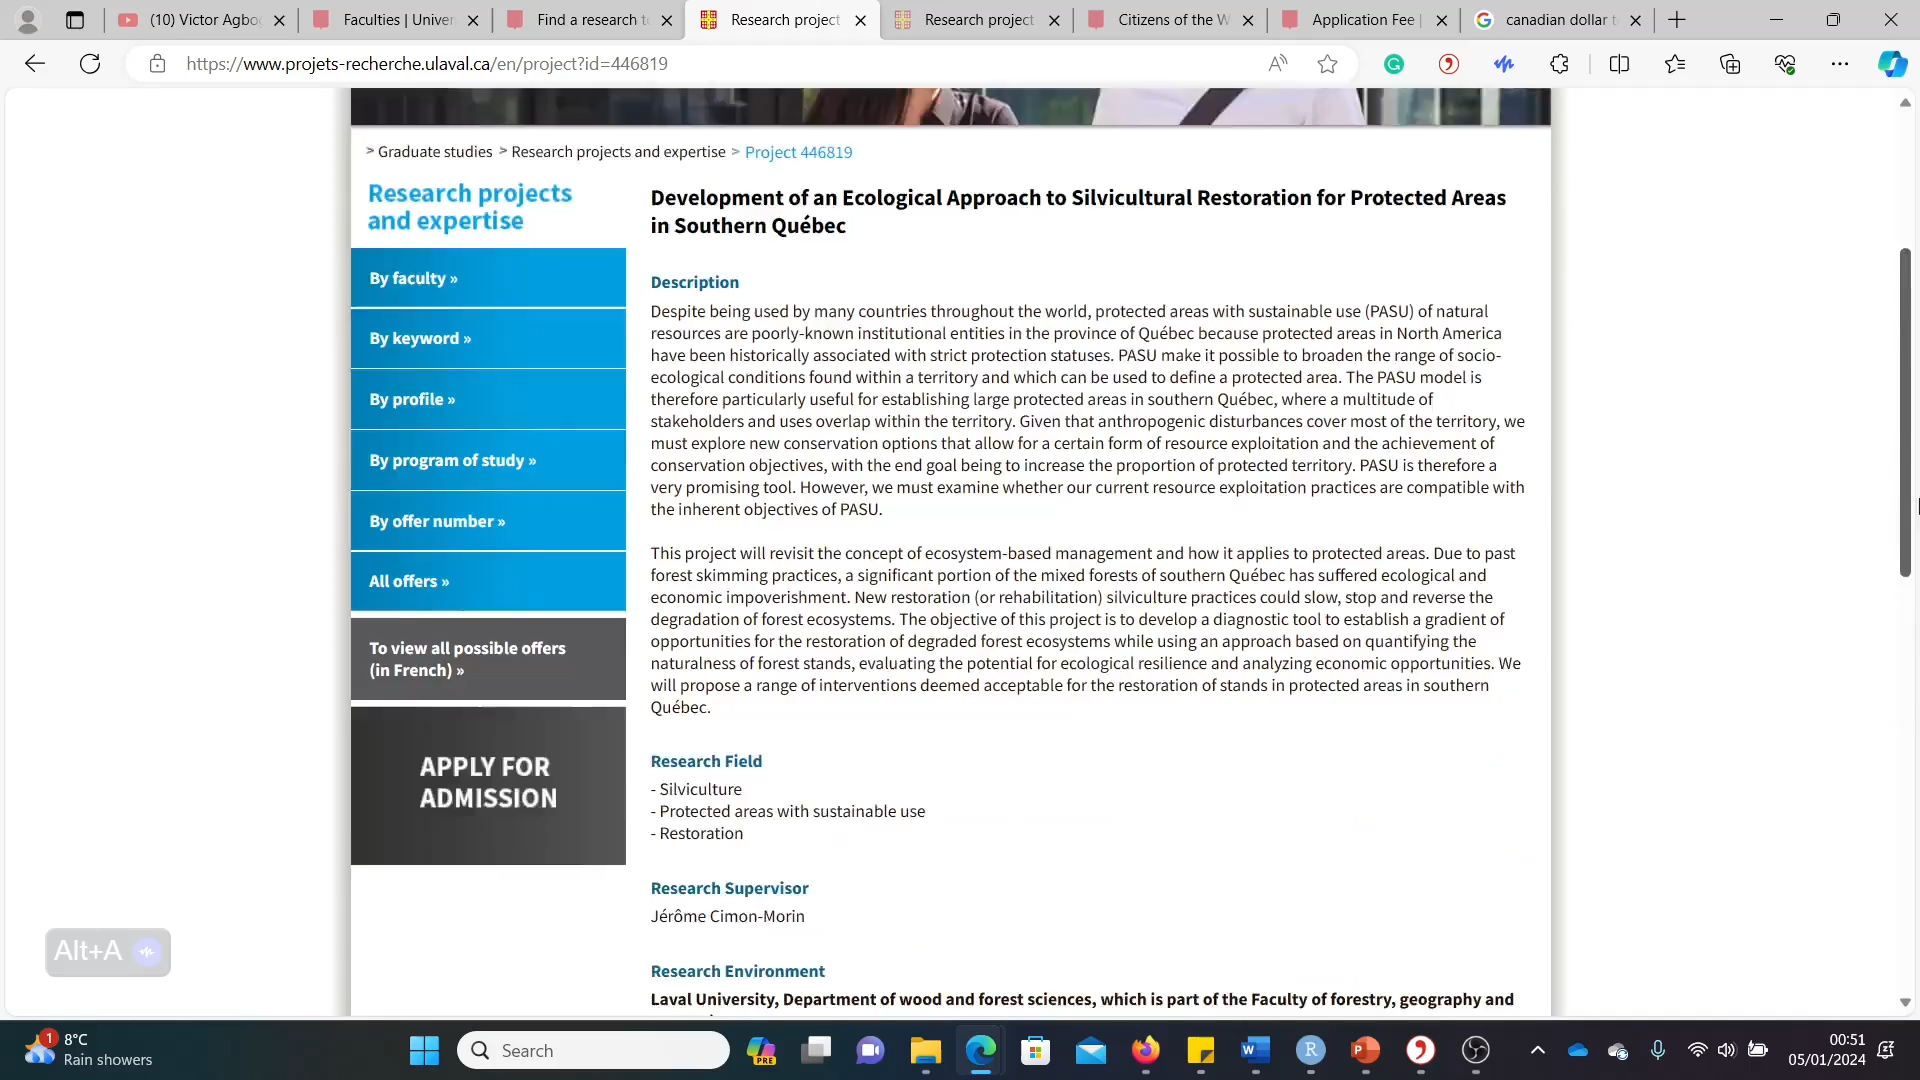 (10) Victor Agbo
Faculties | Univer
Find a research t
Research project
Research project
Citizens of the W
Application Fee |
canadian dollar t
https://www.projets-recherche.ulaval.ca/en/project?id=446819
> Graduate studies > Research projects and expertise > Project 446819
Research projects
and expertise
By faculty »
By keyword »
By profile »
By program of study »
By offer number »
All offers »
To view all possible offers
(in French) »
APPLY FOR
ADMISSION
Development of an Ecological Approach to Silvicultural Restoration for Protected Areas
in Southern Québec
Description
Despite being used by many countries throughout the world, protected areas with sustainable use (PASU) of natural
resources are poorly-known institutional entities in the province of Québec because protected areas in North America
have been historically associated with strict protection statuses. PASU make it possible to broaden the range of socio-
ecological conditions found within a territory and which can be used to define a protected area. The PASU model is
therefore particularly useful for establishing large protected areas in southern Québec, where a multitude of
stakeholders and uses overlap within the territory. Given that anthropogenic disturbances cover most of the territory, we
must explore new conservation options that allow for a certain form of resource exploitation and the achievement of
conservation objectives, with the end goal being to increase the proportion of protected territory. PASU is therefore a
very promising tool. However, we must examine whether our current resource exploitation practices are compatible with
the inherent objectives of PASU.
This project will revisit the concept of ecosystem-based management and how it applies to protected areas. Due to past
forest skimming practices, a significant portion of the mixed forests of southern Québec has suffered ecological and
economic impoverishment. New restoration (or rehabilitation) silviculture practices could slow, stop and reverse the
degradation of forest ecosystems. The objective of this project is to develop a diagnostic tool to establish a gradient of
opportunities for the restoration of degraded forest ecosystems while using an approach based on quantifying the
naturalness of forest stands, evaluating the potential for ecological resilience and analyzing economic opportunities. We
will propose a range of interventions deemed acceptable for the restoration of stands in protected areas in southern
Québec.
Research Field
- Silviculture
- Protected areas with sustainable use
- Restoration
Research Supervisor
Jérôme Cimon-Morin
Research Environment
Laval University, Department of wood and forest sciences, which is part of the Faculty of forestry, geography and
Alt+A
1
8°C
Rain showers
Search
PRE
00:51
05/01/2024